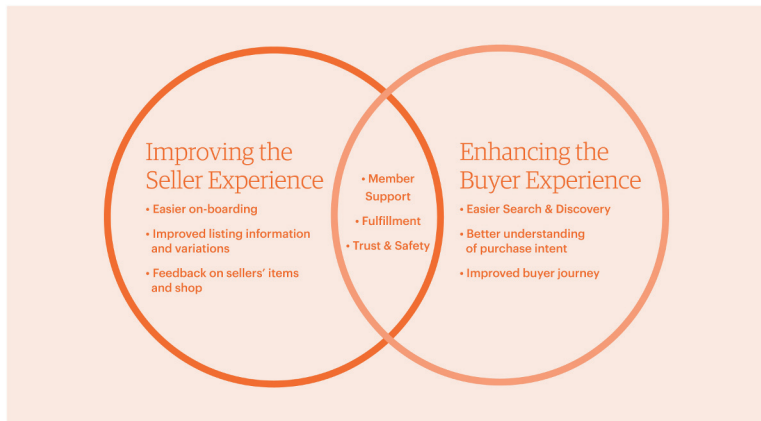 Improving the
Seller Experience
• Easier on-boarding
• Improved listing information
and variations
• Feedback on sellers’ items
and shop
• Member
Support
• Fulfillment
• Trust & Safety
Enhancing the
Buyer Experience
• Easier Search & Discovery
• Better understanding
of purchase intent
• Improved buyer journey